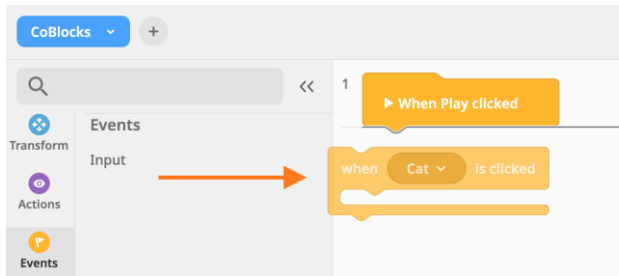 CoBlocks
1
When Play clicked
Transform
Events
Input
when Cat is clicked
Actions
Events